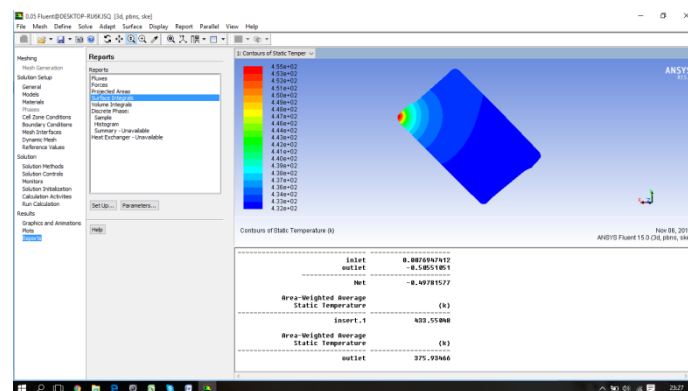 0.05 Fluent@DESKTOP-RU6KJSQ [3d, pbns, ske]
File Mesh Define Solve Adapt Surface Display Report Parallel View Help
Meshing
Mesh Generation
Solution Setup
General
Models
Materials
Phases
Cell Zone Conditions
Boundary Conditions
Mesh Interfaces
Dynamic Mesh
Reference Values
Solution
Solution Methods
Solution Controls
Monitors
Solution Initialization
Calculation Activities
Run Calculation
Results
Graphics and Animations
Plots
Reports
Reports
Reports
Fluxes
Forces
Projected Areas
Surface Integrals
Volume Integrals
Discrete Phase:
Sample
Histogram
Summary - Unavailable
Heat Exchanger - Unavailable
Set Up... Parameters...
Help
1: Contours of Static Temper
4.55e+02
4.53e+02
4.52e+02
4.51e+02
4.50e+02
4.49e+02
4.48e+02
4.47e+02
4.46e+02
4.44e+02
4.43e+02
4.42e+02
4.41e+02
4.40e+02
4.39e+02
4.38e+02
4.37e+02
4.36e+02
4.34e+02
4.33e+02
4.32e+02
ANSYS
Contours of Static Temperature (k)
Nov 08, 201
ANSYS Fluent 15.0 (3d, pbns, ske
inlet 0.0076947412
outlet -0.50551051
Net -0.49781577
Area-Weighted Average
Static Temperature (k)
insert.1 433.55048
Area-Weighted Average
Static Temperature (k)
outlet 375.93466
23:27